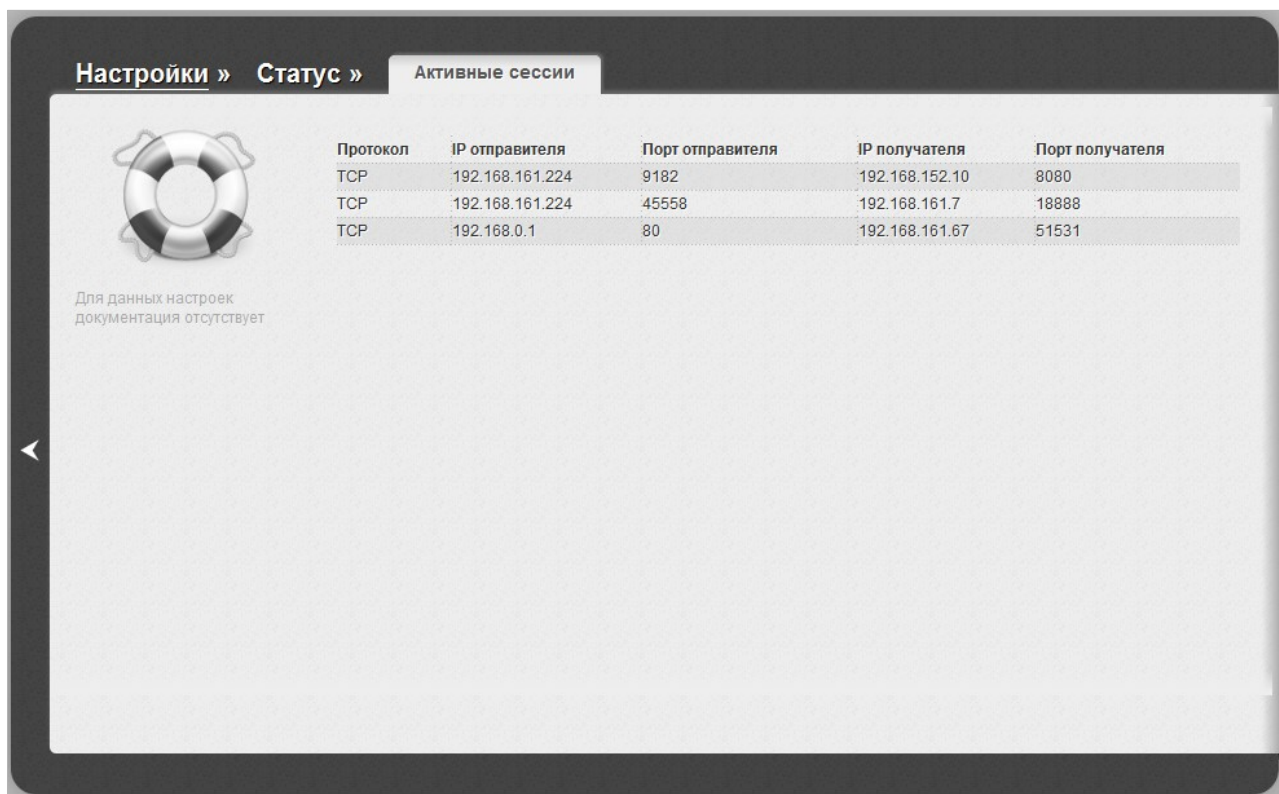 Настройки » Статус » Активные сессии
Протокол IP отправителя Порт отправителя IP получателя Порт получателя
TCP 192.168.161.224 9182 192.168.152.10 8080
TCP 192.168.161.224 45558 192.168.161.7 18888
TCP 192.168.0.1 80 192.168.161.67 51531
Для данных настроек
документация отсутствует